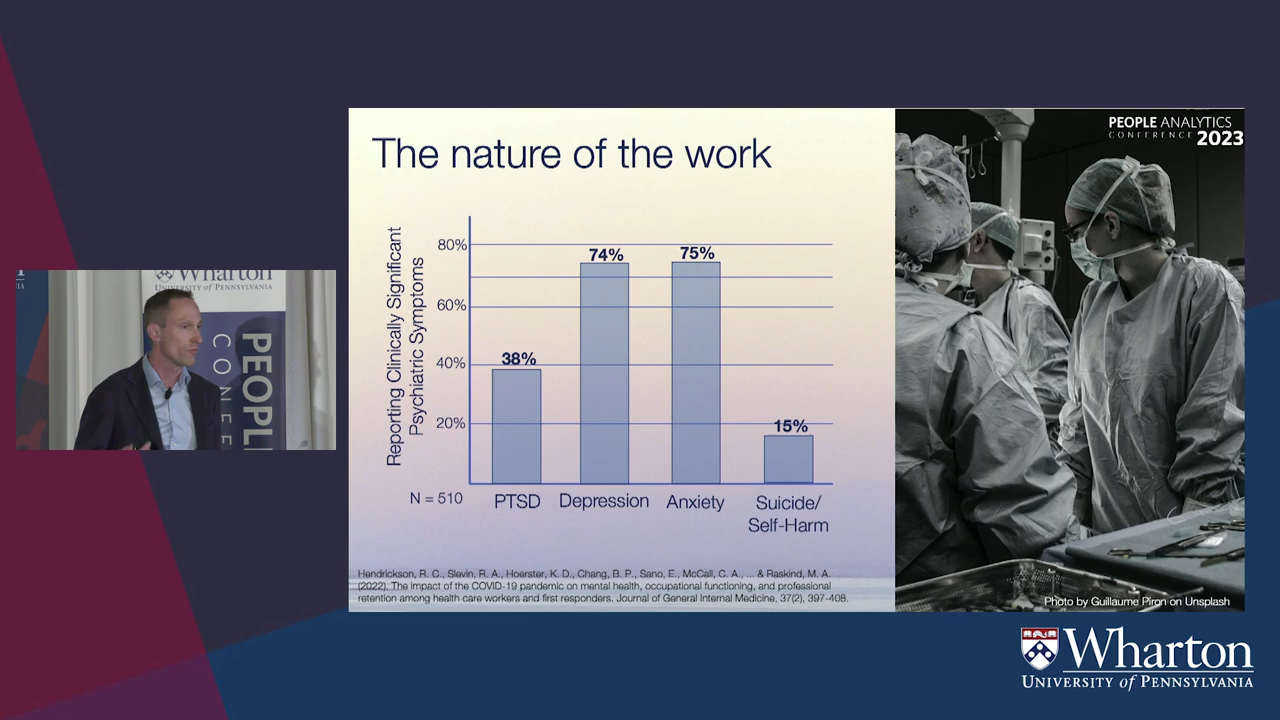 PEOPLE ANALYTICS
CONFERENCE 2023
The nature of the work
Reporting Clinically Significant
Psychiatric Symptoms
80%
60%
40%
20%
38%
74%
75%
15%
N = 510
PTSD
Depression
Anxiety
Suicide/
Self-Harm
Hendrickson, R. C., Slevin, R. A., Hoerster, K. D., Chang, B. P., Sano, E., McCall, C. A., ... & Raskind, M. A.
(2022). The impact of the COVID-19 pandemic on mental health, occupational functioning, and professional
retention among health care workers and first responders. Journal of General Internal Medicine, 37(2), 397-408.
Photo by Guillaume Piron on Unsplash
Wharton
UNIVERSITY of PENNSYLVANIA
PEOPL
CONFE
Wharton
UNIVERSITY of PENNSYLVANIA